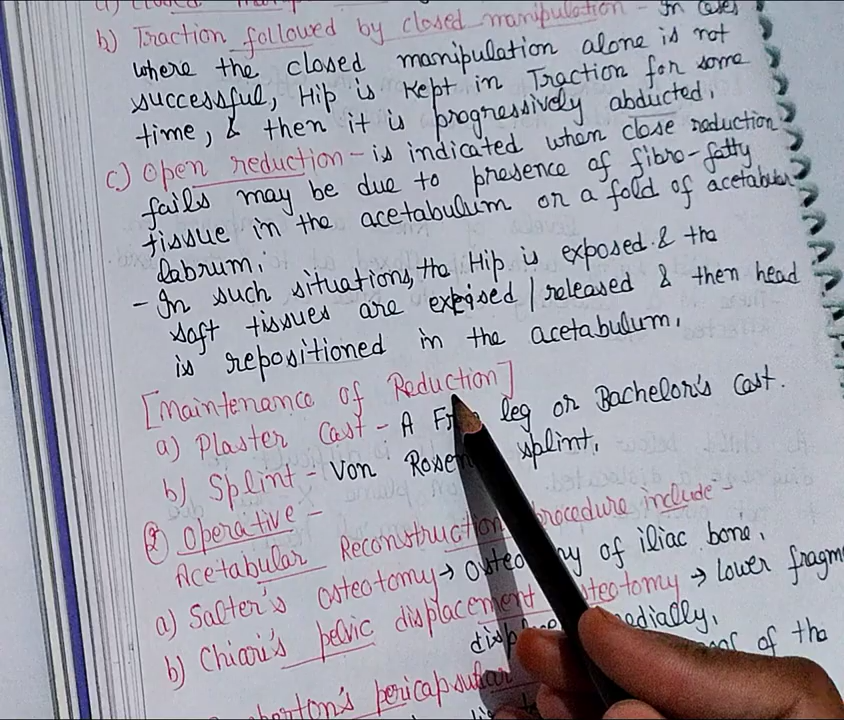 b) Traction followed by closed manipulation - In cases
where the closed manipulation alone is not
successful, Hip is kept in Traction for some
time, & then it is progressively abducted.
c) Open reduction - is indicated when close reduction
fails may be due to presence of fibro-fatty
tissue in the acetabulum or a fold of acetabular
labrum.
- In such situations, the Hip is exposed & the
soft tissues are excised / released & then head
is repositioned in the acetabulum.
[Maintenance of Reduction]
a) Plaster Cast - A leg or Bachelor's Cast.
b) Splint - Von Rosen splint.
② Operative -
Acetabular Reconstruction procedure include -
a) Salter's osteotomy → of iliac bone.
b) Chiari's pelvic displacement osteotomy → lower
medially.
of the
pericapsular